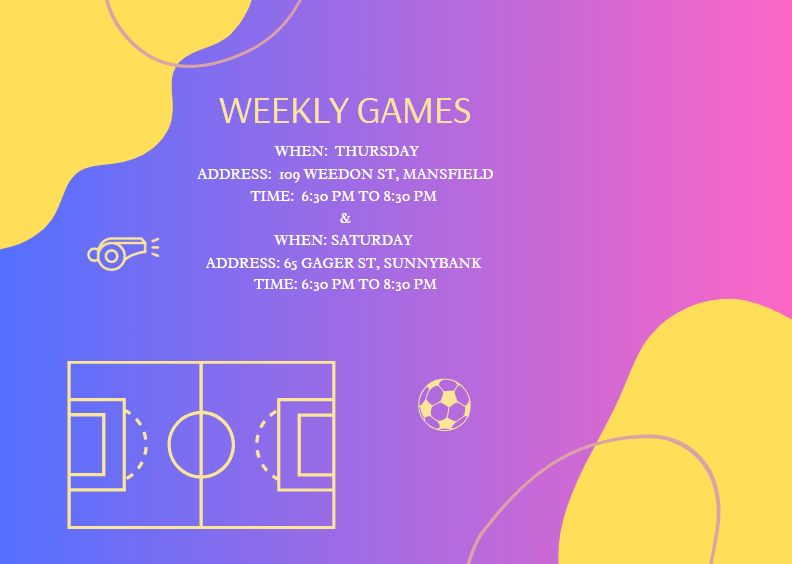 WEEKLY GAMES
WHEN:  THURSDAY
ADDRESS:  109 WEEDON ST, MANSFIELD
TIME:  6:30 PM TO 8:30 PM
&
WHEN: SATURDAY
ADDRESS: 65 GAGER ST, SUNNYBANK
TIME: 6:30 PM TO 8:30 PM